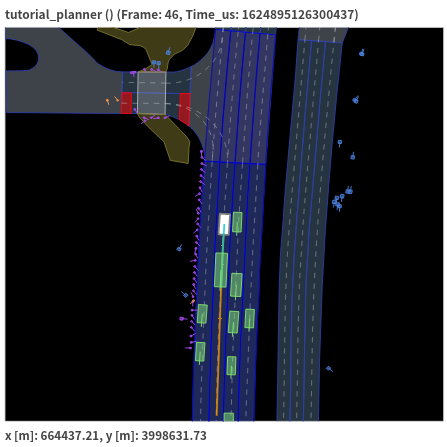 tutorial_planner () (Frame: 46, Time_us: 1624895126300437)
x [m]: 664437.21, y [m]: 3998631.73